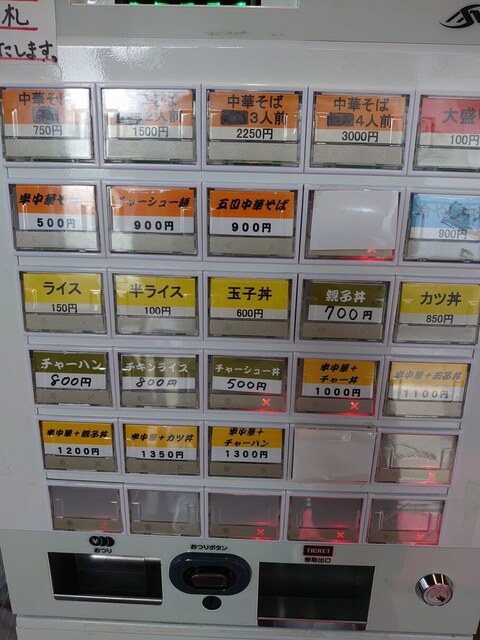 札
たします。
中華そば
750円
そば
2人前
1500円
中華そば
3人前
2250円
中華そば
4人前
3000円
大盛り
100円
半中華そば
500円
チャーシュー麺
900円
五目中華そば
900円
900円
ライス
150円
半ライス
100円
玉子丼
600円
親子丼
700円
カツ丼
850円
チャーハン
800円
チキンライス
800円
チャーシュー丼
500円
半中華+
チャー丼
1000円
半中華+玉子丼
1100円
半中華+親子丼
1200円
半中華+カツ丼
1350円
半中華+
チャーハン
1300円
おつり
おつりボタン
TICKET
券取出口